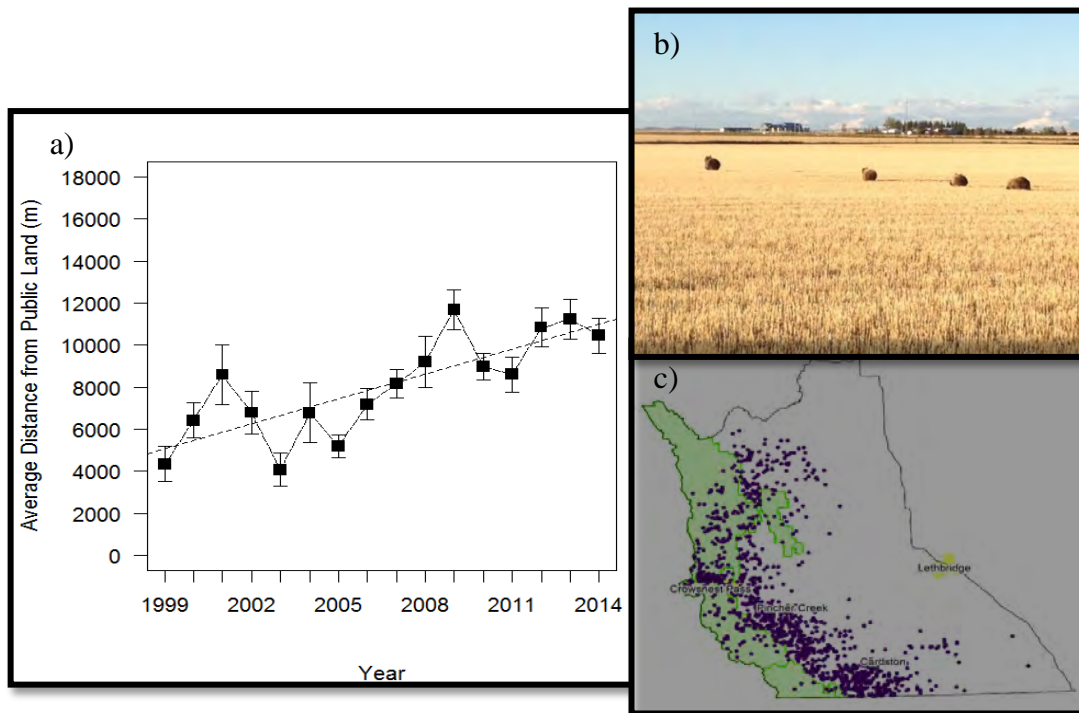 a)
Average Distance from Public Land (m)
18000
16000
14000
12000
10000
8000
6000
4000
2000
0
1999 2002 2005 2008 2011 2014
Year
b)
c)
Lethbridge
Crowsnest Pass
Pincher Creek
Cardston